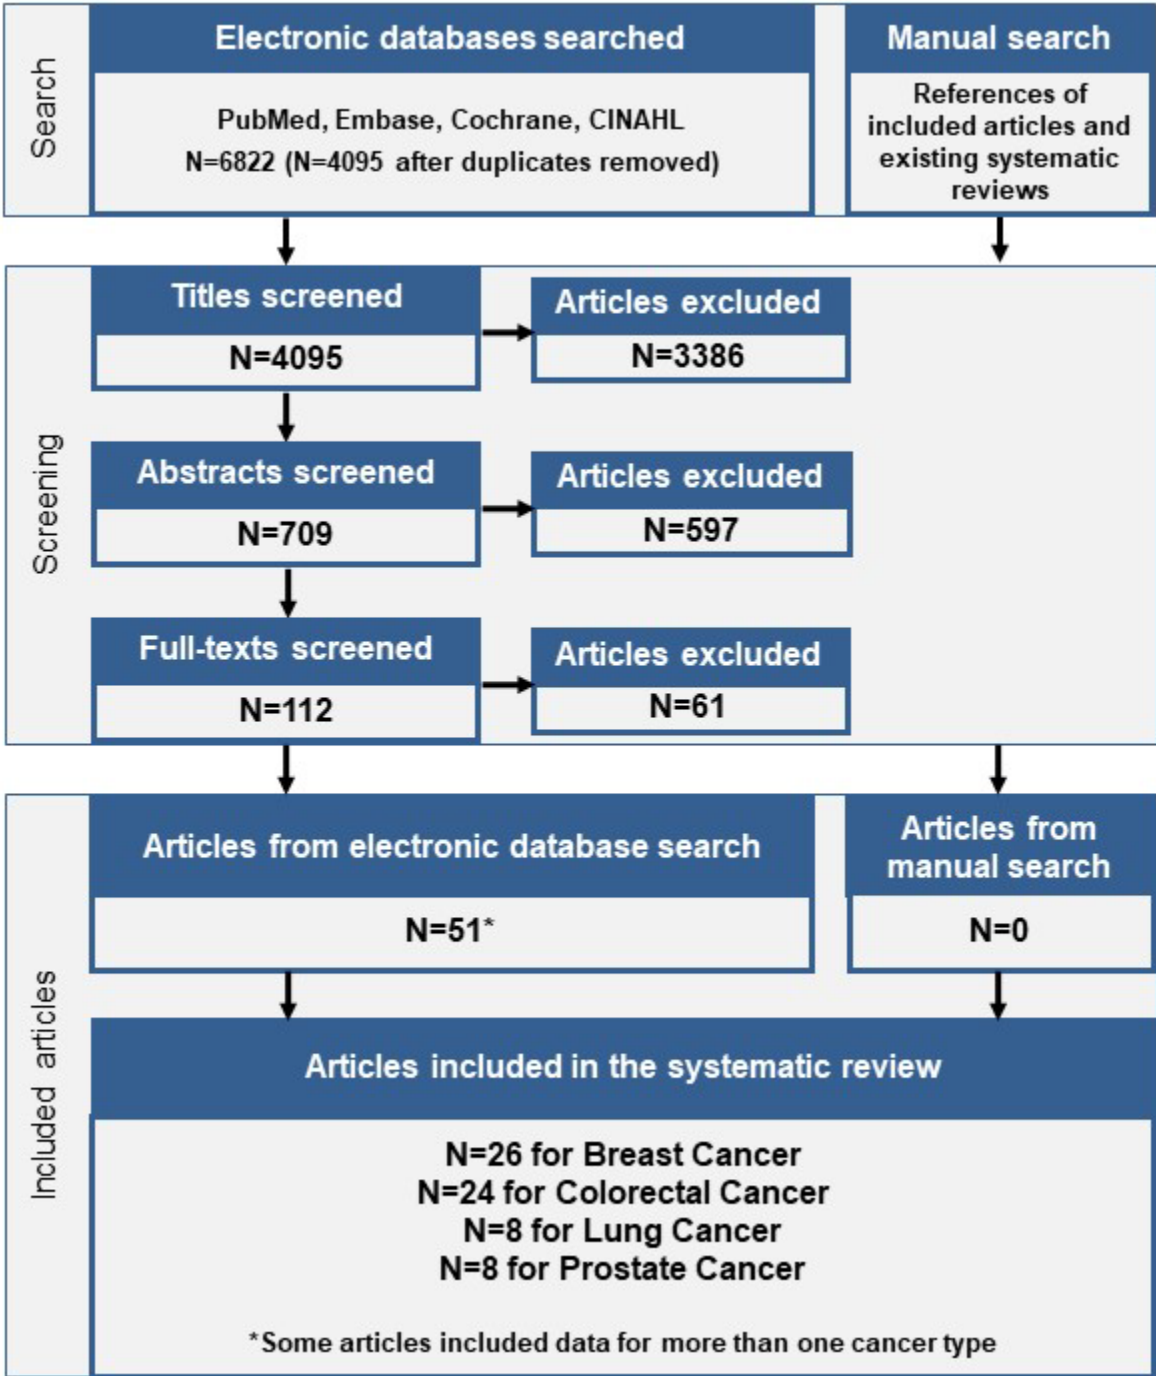 Search
Electronic databases searched
PubMed, Embase, Cochrane, CINAHL
N=6822 (N=4095 after duplicates removed)
Manual search
References of
included articles and
existing systematic
reviews
Screening
Titles screened
N=4095
Articles excluded
N=3386
Abstracts screened
N=709
Articles excluded
N=597
Full-texts screened
N=112
Articles excluded
N=61
Included articles
Articles from electronic database search
N=51*
Articles from
manual search
N=0
Articles included in the systematic review
N=26 for Breast Cancer
N=24 for Colorectal Cancer
N=8 for Lung Cancer
N=8 for Prostate Cancer
*Some articles included data for more than one cancer type